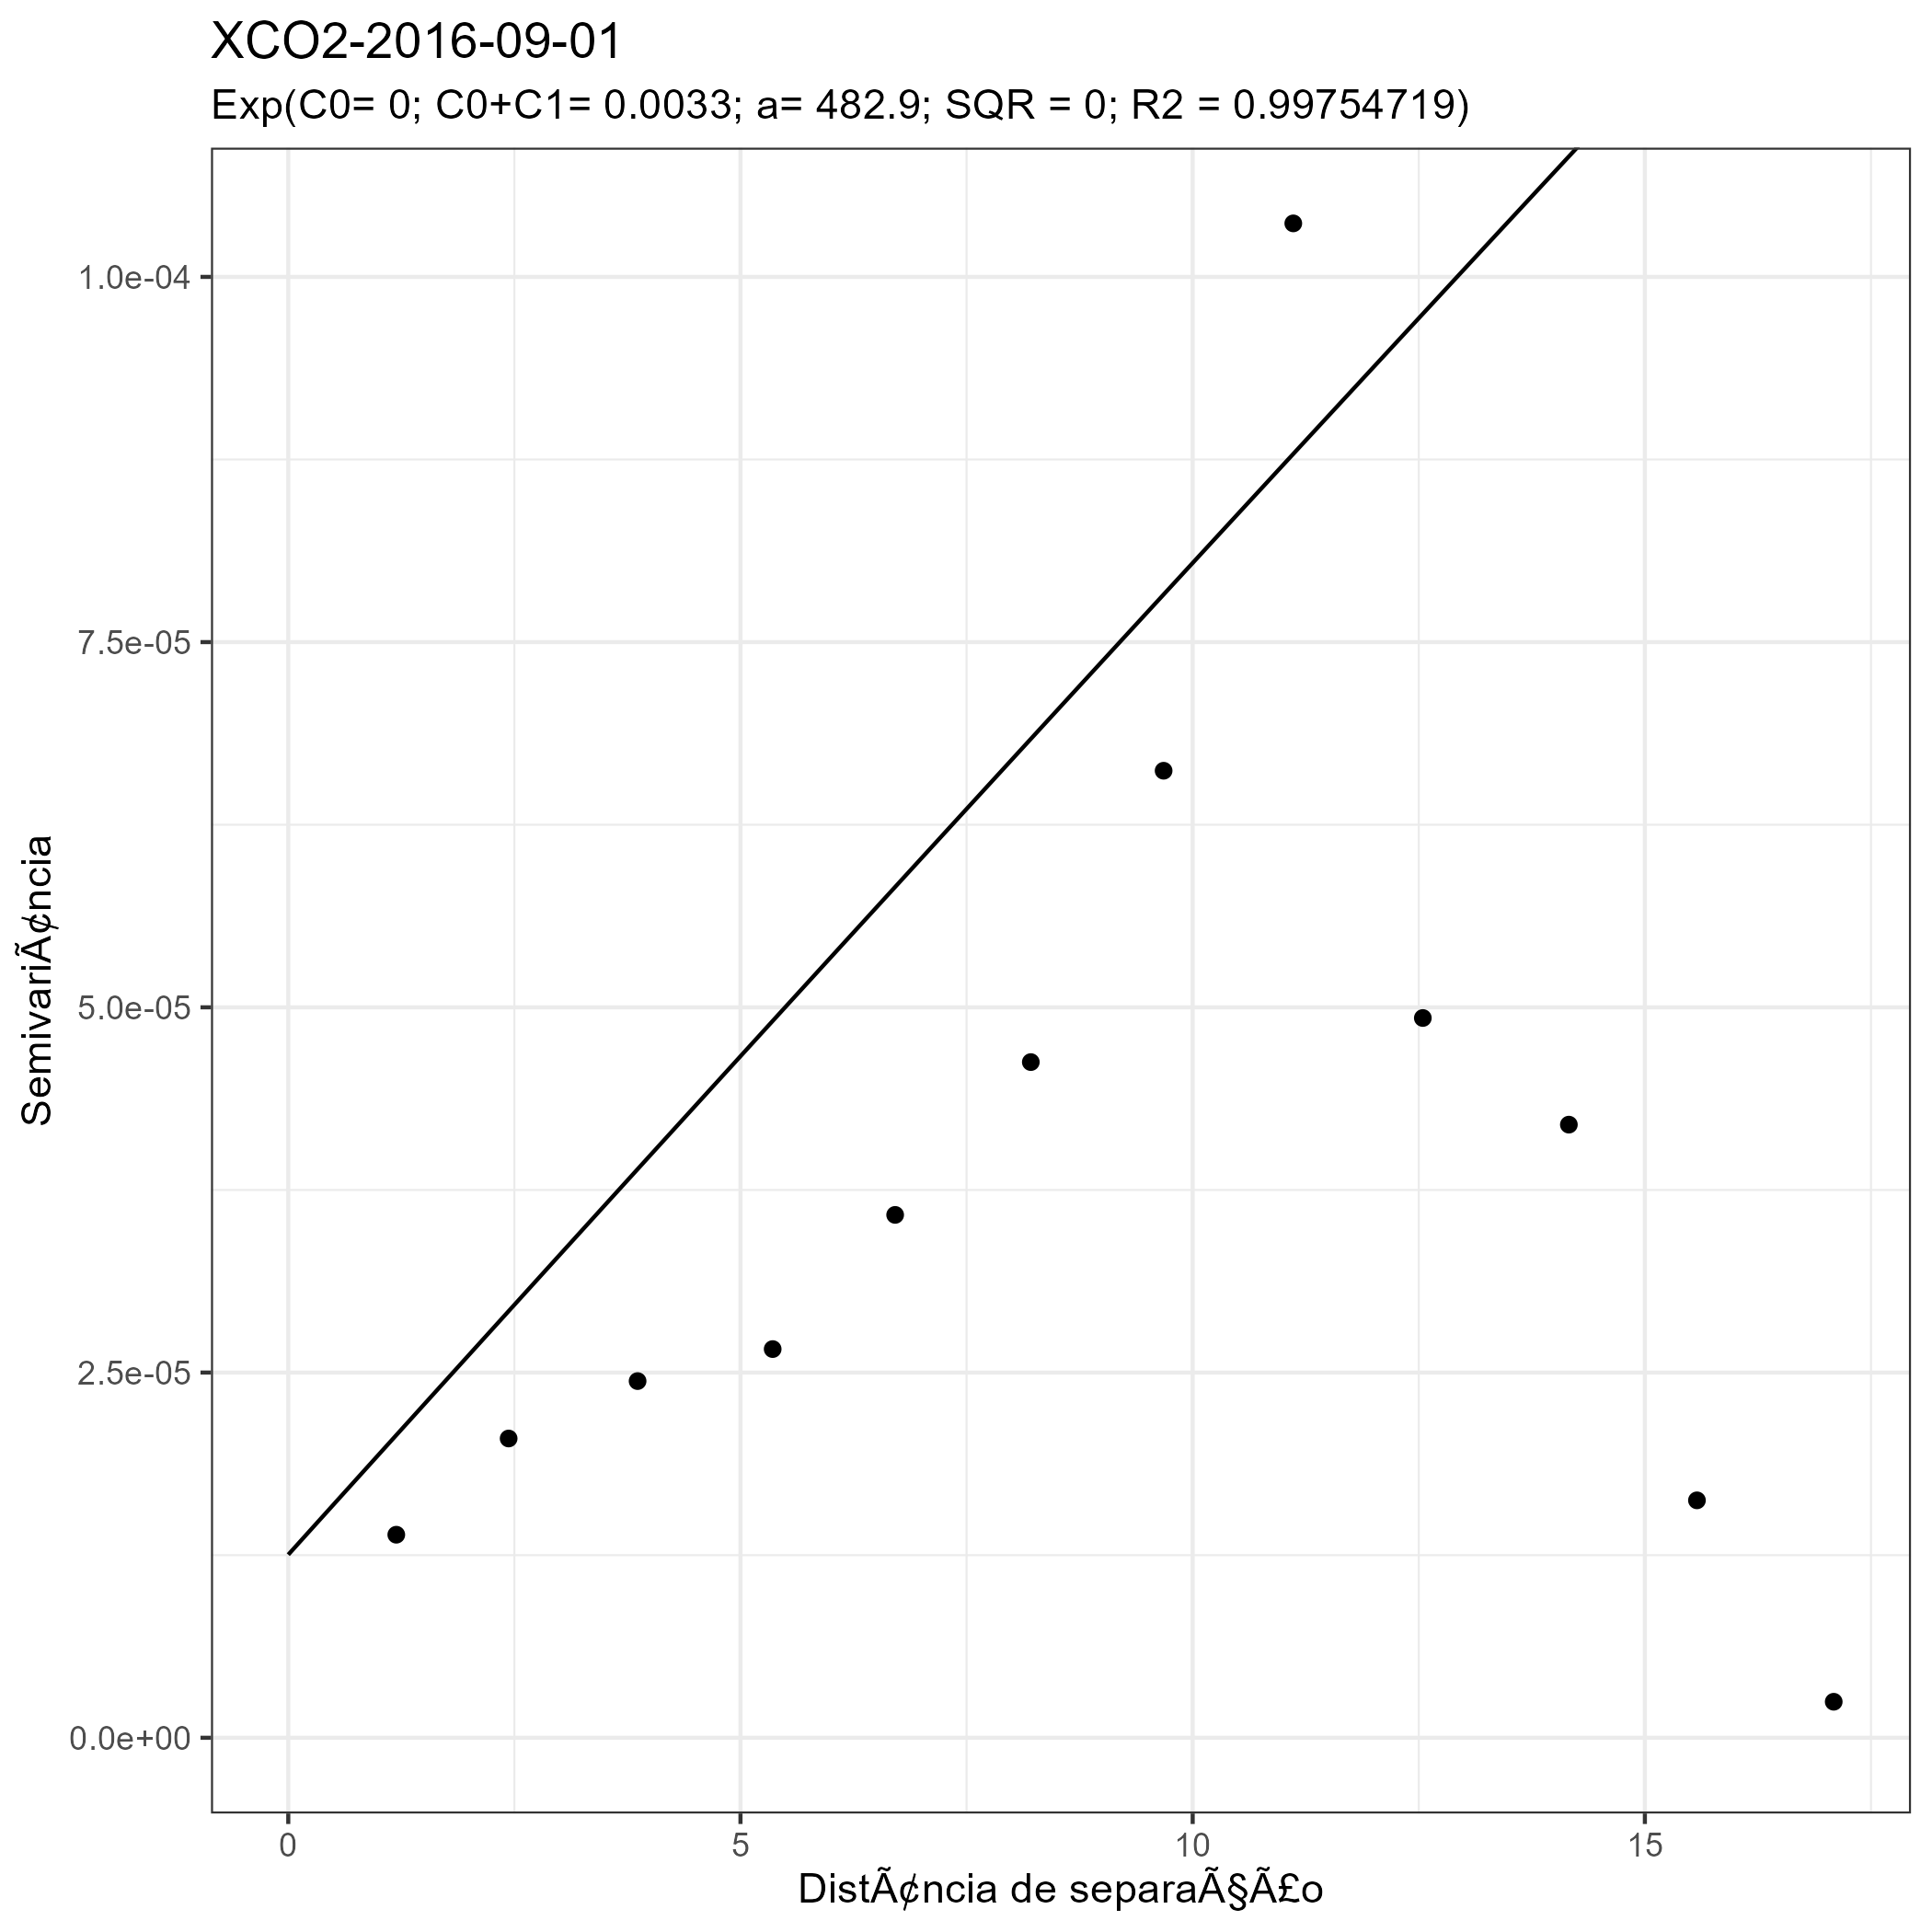 XCO2-2016-09-01
Exp(C0= 0; C0+C1= 0.0033; a= 482.9; SQR = 0; R2 = 0.99754719)
SemivariÃ¢ncia
1.0e-04
7.5e-05
5.0e-05
2.5e-05
0.0e+00
0
5
10
15
DistÃ¢ncia de separaÃ§Ã£o